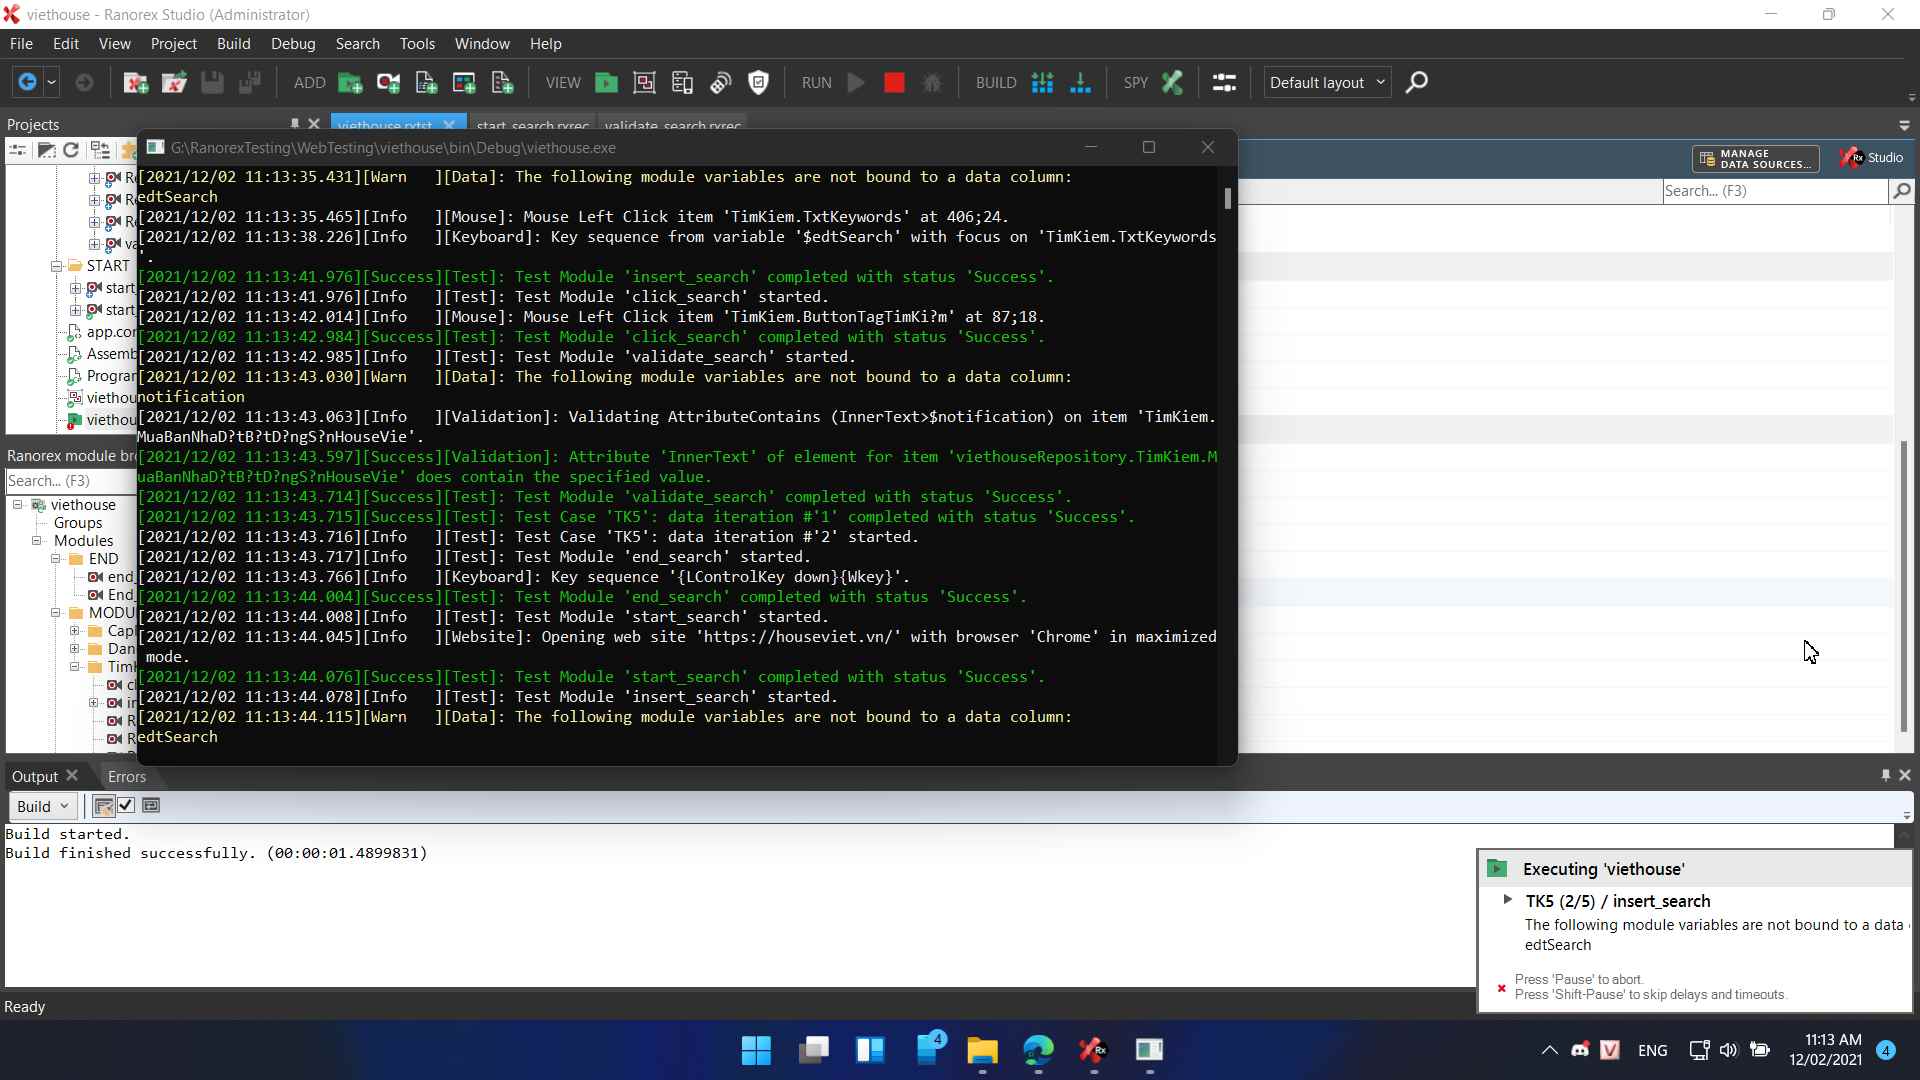 viethouse - Ranorex Studio (Administrator)
File Edit View Project Build Debug Search Tools Window Help
ADD VIEW RUN BUILD SPY Default layout
Projects
viethouse.rxtst start_search.rxrec validate_search.rxrec
G:\RanorexTesting\WebTesting\viethouse\bin\Debug\viethouse.exe
MANAGE
DATA SOURCES...
Rx Studio
Search... (F3)
START
start
start
app.cor
Assemb
Prograr
viethou
viethou
[2021/12/02 11:13:35.431][Warn   ][Data]: The following module variables are not bound to a data column:
edtSearch
[2021/12/02 11:13:35.465][Info   ][Mouse]: Mouse Left Click item 'TimKiem.TxtKeywords' at 406;24.
[2021/12/02 11:13:38.226][Info   ][Keyboard]: Key sequence from variable '$edtSearch' with focus on 'TimKiem.TxtKeywords
'.
[2021/12/02 11:13:41.976][Success][Test]: Test Module 'insert_search' completed with status 'Success'.
[2021/12/02 11:13:41.976][Info   ][Test]: Test Module 'click_search' started.
[2021/12/02 11:13:42.014][Info   ][Mouse]: Mouse Left Click item 'TimKiem.ButtonTagTimKi?m' at 87;18.
[2021/12/02 11:13:42.984][Success][Test]: Test Module 'click_search' completed with status 'Success'.
[2021/12/02 11:13:42.985][Info   ][Test]: Test Module 'validate_search' started.
[2021/12/02 11:13:43.030][Warn   ][Data]: The following module variables are not bound to a data column:
notification
[2021/12/02 11:13:43.063][Info   ][Validation]: Validating AttributeContains (InnerText>$notification) on item 'TimKiem.
MuaBanNhaD?tB?tD?ngS?nHouseVie'.
[2021/12/02 11:13:43.597][Success][Validation]: Attribute 'InnerText' of element for item 'viethouseRepository.TimKiem.M
uaBanNhaD?tB?tD?ngS?nHouseVie' does contain the specified value.
[2021/12/02 11:13:43.714][Success][Test]: Test Module 'validate_search' completed with status 'Success'.
[2021/12/02 11:13:43.715][Success][Test]: Test Case 'TK5': data iteration #'1' completed with status 'Success'.
[2021/12/02 11:13:43.716][Info   ][Test]: Test Case 'TK5': data iteration #'2' started.
[2021/12/02 11:13:43.717][Info   ][Test]: Test Module 'end_search' started.
[2021/12/02 11:13:43.766][Info   ][Keyboard]: Key sequence '{LControlKey down}{Wkey}'.
[2021/12/02 11:13:44.004][Success][Test]: Test Module 'end_search' completed with status 'Success'.
[2021/12/02 11:13:44.008][Info   ][Test]: Test Module 'start_search' started.
[2021/12/02 11:13:44.045][Info   ][Website]: Opening web site 'https://houseviet.vn/' with browser 'Chrome' in maximized
mode.
[2021/12/02 11:13:44.076][Success][Test]: Test Module 'start_search' completed with status 'Success'.
[2021/12/02 11:13:44.078][Info   ][Test]: Test Module 'insert_search' started.
[2021/12/02 11:13:44.115][Warn   ][Data]: The following module variables are not bound to a data column:
edtSearch
Ranorex module br
Search... (F3)
viethouse
Groups
Modules
END
end_
End_
MODU
Cap
Dan
Output Errors
Build
Build started.
Build finished successfully. (00:00:01.4899831)
Executing 'viethouse'
TK5 (2/5) / insert_search
The following module variables are not bound to a data
edtSearch
Press 'Pause' to abort.
Press 'Shift-Pause' to skip delays and timeouts.
Ready
4
Rx
V
ENG
11:13 AM
12/02/2021
4